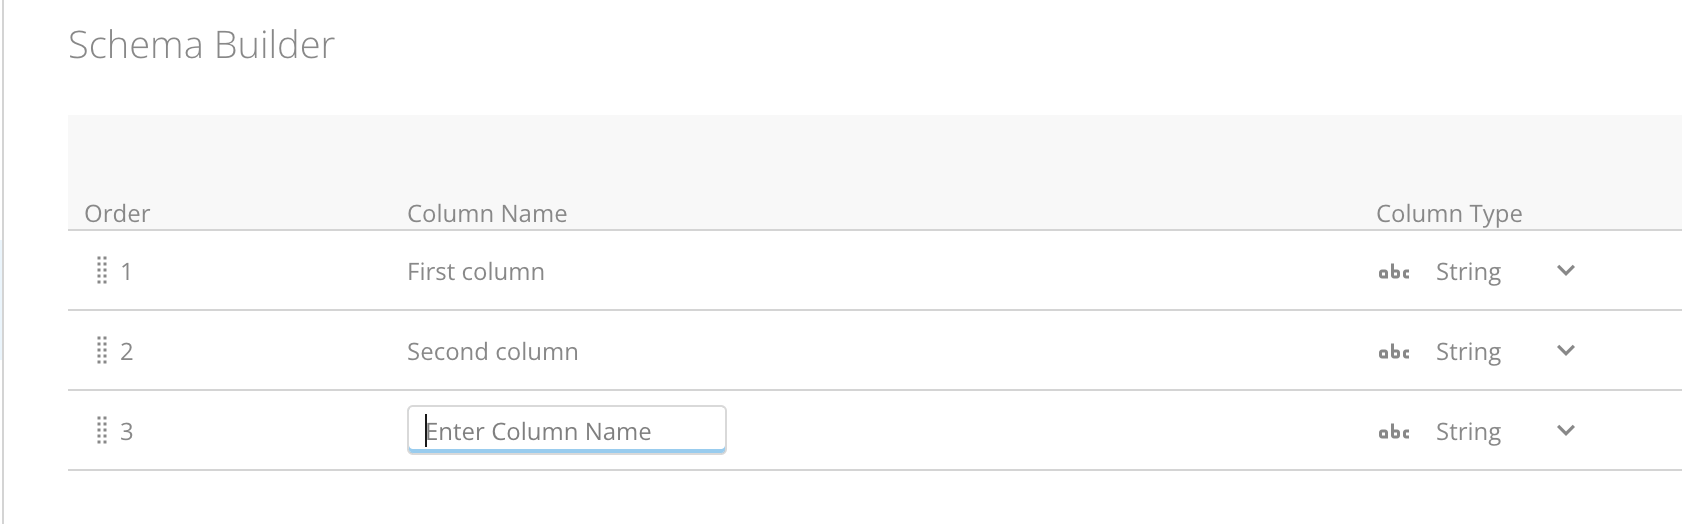 Schema Builder
Order Column Name Column Type
1 First column abc String
2 Second column abc String
3 Enter Column Name abc String